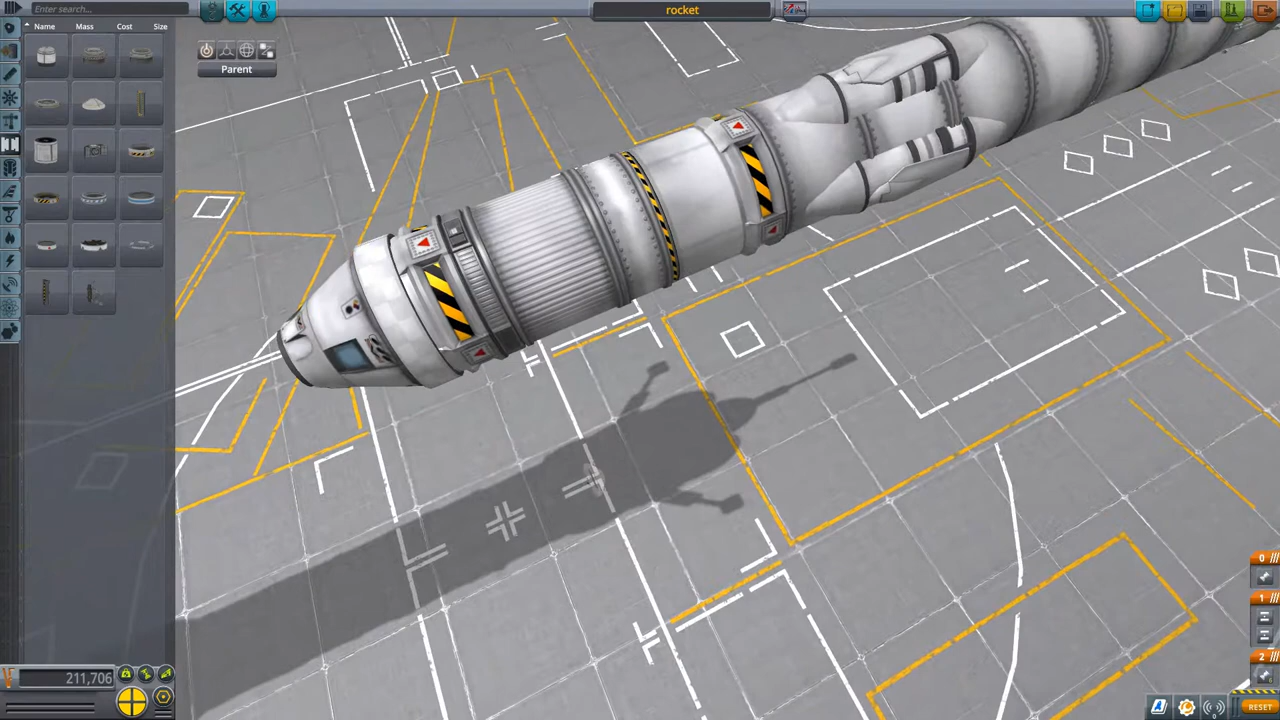 Enter search...
rocket
Name Mass Cost Size
Parent
0
1
2
211,706
RESET